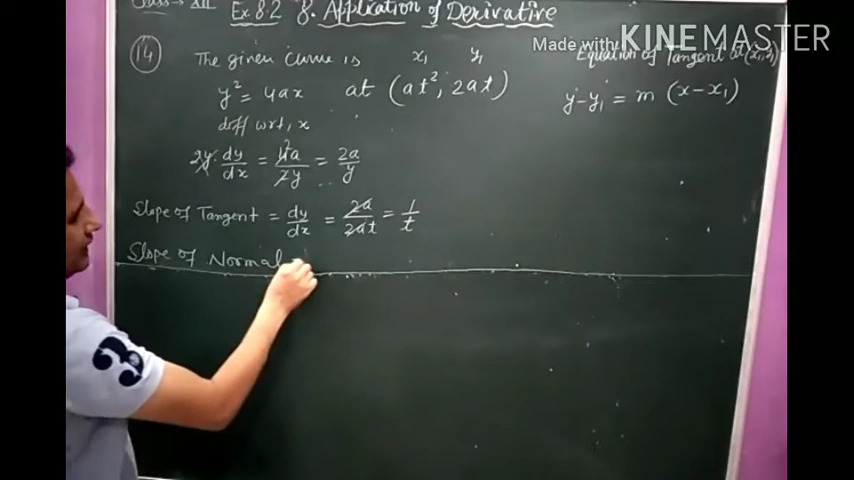 Class → XII
Ex 8.2 8. Application of Derivative
Made with KINEMASTER
14 The given curve is x₁ y₁ Equation of Tangent at (x₁, y₁)
y² = 4ax at (at², 2at) y - y₁ = m (x - x₁)
diff wrt, x
2y. dy/dx = 4a/2y = 2a/y
Slope of Tangent = dy/dx = 2a/2at = 1/t
Slope of Normal
3